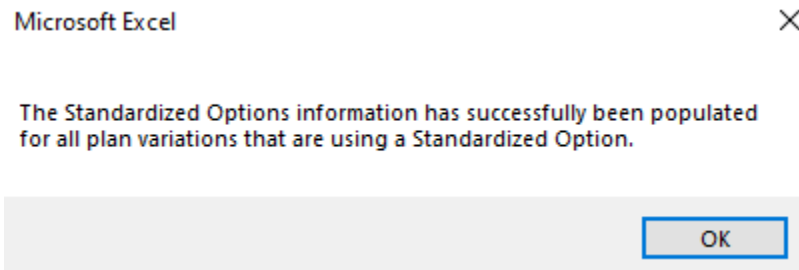 Microsoft Excel
The Standardized Options information has successfully been populated
for all plan variations that are using a Standardized Option.
OK